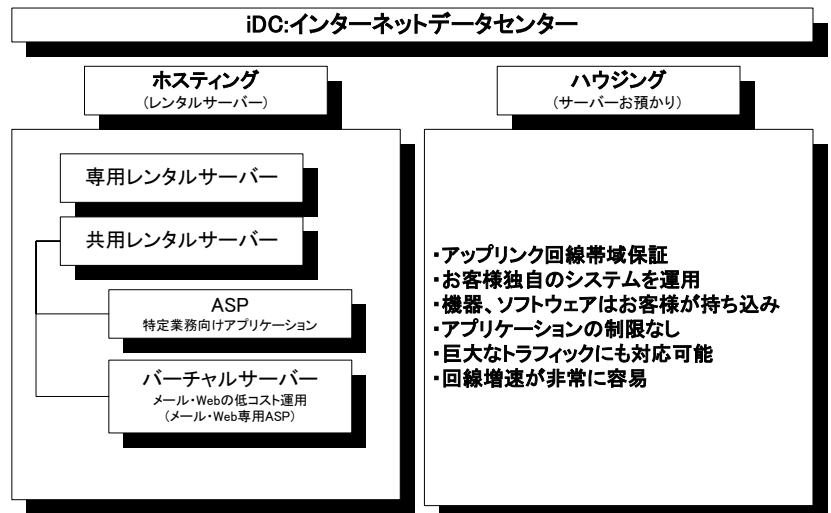 iDC:インターネットデータセンター
ホスティング
(レンタルサーバー)
ハウジング
(サーバーお預かり)
専用レンタルサーバー
共用レンタルサーバー
ASP
特定業務向けアプリケーション
バーチャルサーバー
メール・Webの低コスト運用
(メール・Web専用ASP)
・アップリンク回線帯域保証
・お客様独自のシステムを運用
・機器、ソフトウェアはお客様が持ち込み
・アプリケーションの制限なし
・巨大なトラフィックにも対応可能
・回線増速が非常に容易